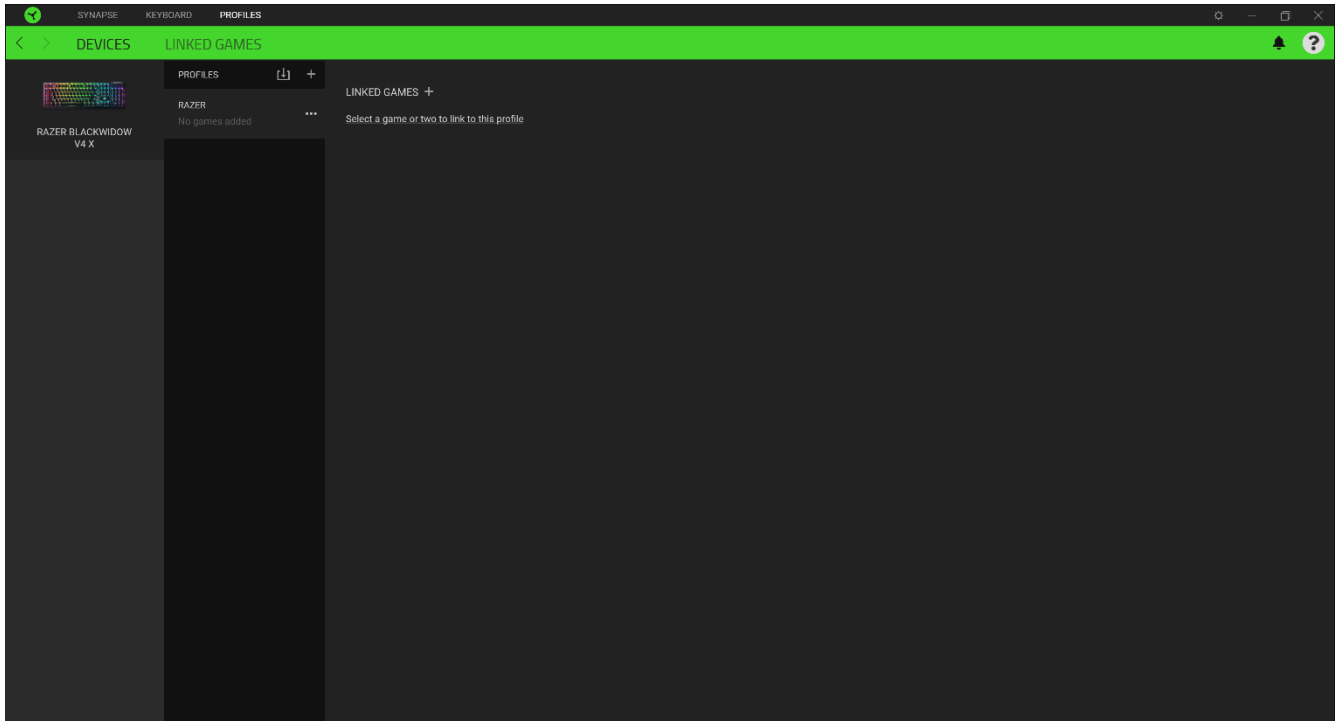 SYNAPSE KEYBOARD PROFILES
DEVICES LINKED GAMES
?
PROFILES +
RAZER
No games added
RAZER BLACKWIDOW
V4 X
LINKED GAMES +
Select a game or two to link to this profile